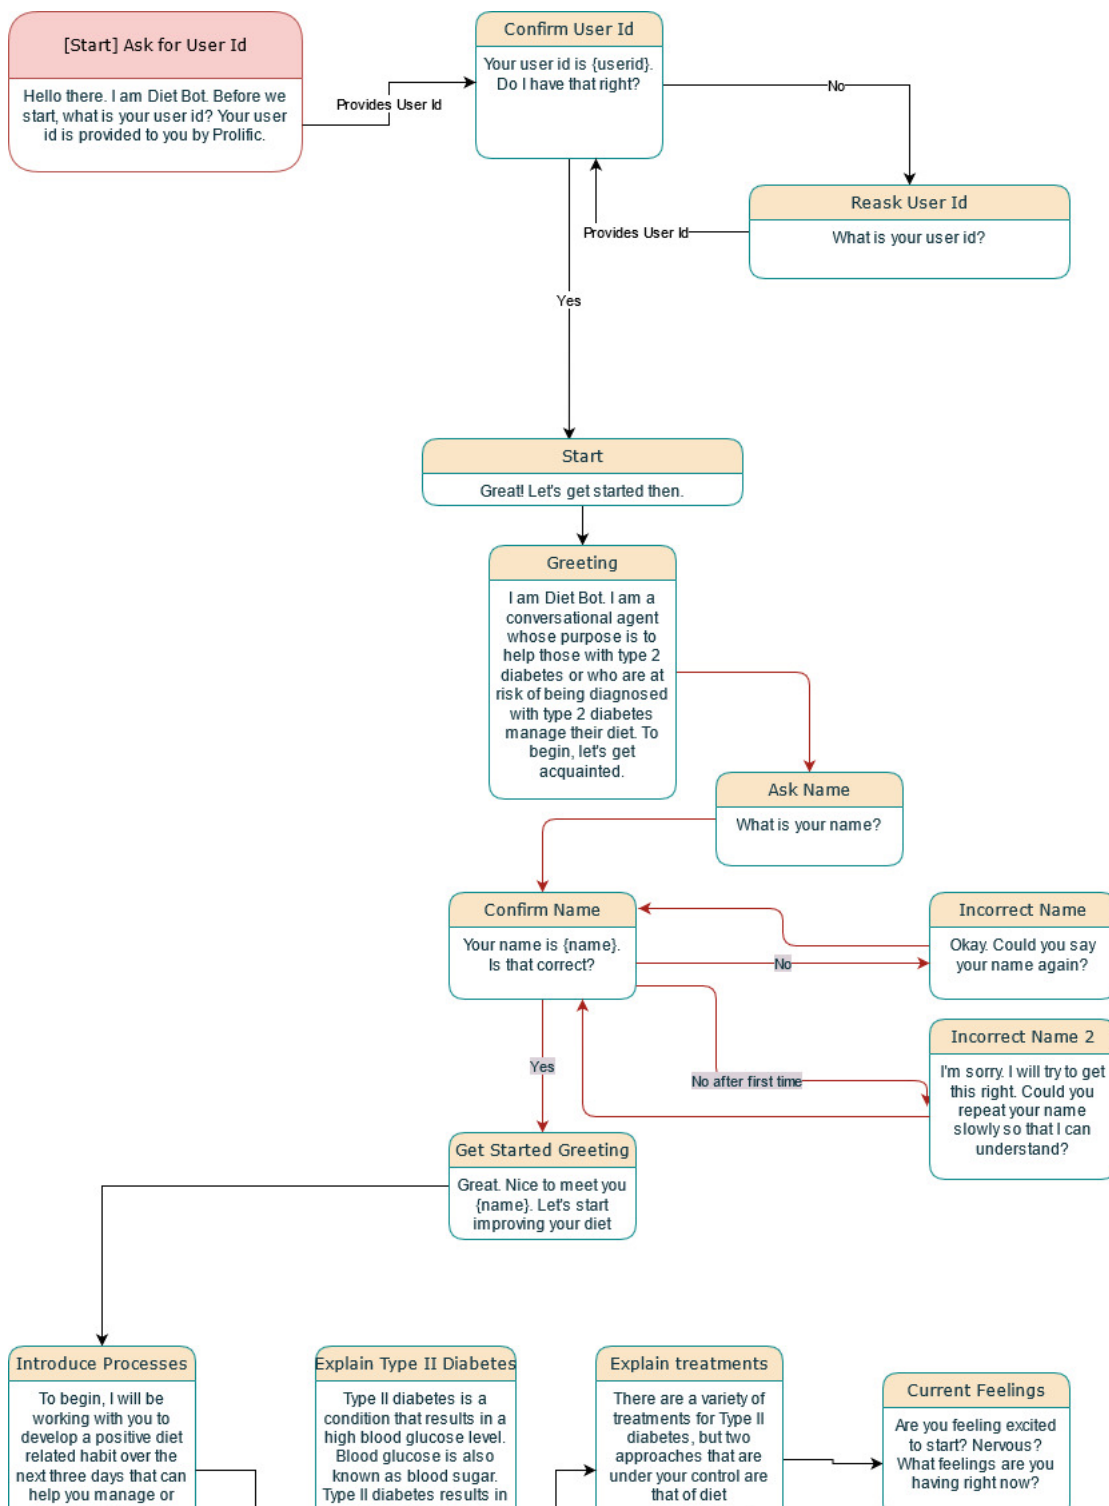 [Start] Ask for User Id
Hello there. I am Diet Bot. Before we
start, what is your user id? Your user
id is provided to you by Prolific.
Provides User Id
Confirm User Id
Your user id is {userid}.
Do I have that right?
No
Reask User Id
What is your user id?
Provides User Id
Yes
Start
Great! Let's get started then.
Greeting
I am Diet Bot. I am a
conversational agent
whose purpose is to
help those with type 2
diabetes or who are at
risk of being diagnosed
with type 2 diabetes
manage their diet. To
begin, let's get
acquainted.
Ask Name
What is your name?
Confirm Name
Your name is {name}.
Is that correct?
No
Incorrect Name
Okay. Could you say
your name again?
No after first time
Incorrect Name 2
I'm sorry. I will try to get
this right. Could you
repeat your name
slowly so that I can
understand?
Yes
Get Started Greeting
Great. Nice to meet you
{name}. Let's start
improving your diet
Introduce Processes
To begin, I will be
working with you to
develop a positive diet
related habit over the
next three days that can
help you manage or
Explain Type II Diabetes
Type II diabetes is a
condition that results in a
high blood glucose level.
Blood glucose is also
known as blood sugar.
Type II diabetes results in
Explain treatments
There are a variety of
treatments for Type II
diabetes, but two
approaches that are
under your control are
that of diet
Current Feelings
Are you feeling excited
to start? Nervous?
What feelings are you
having right now?